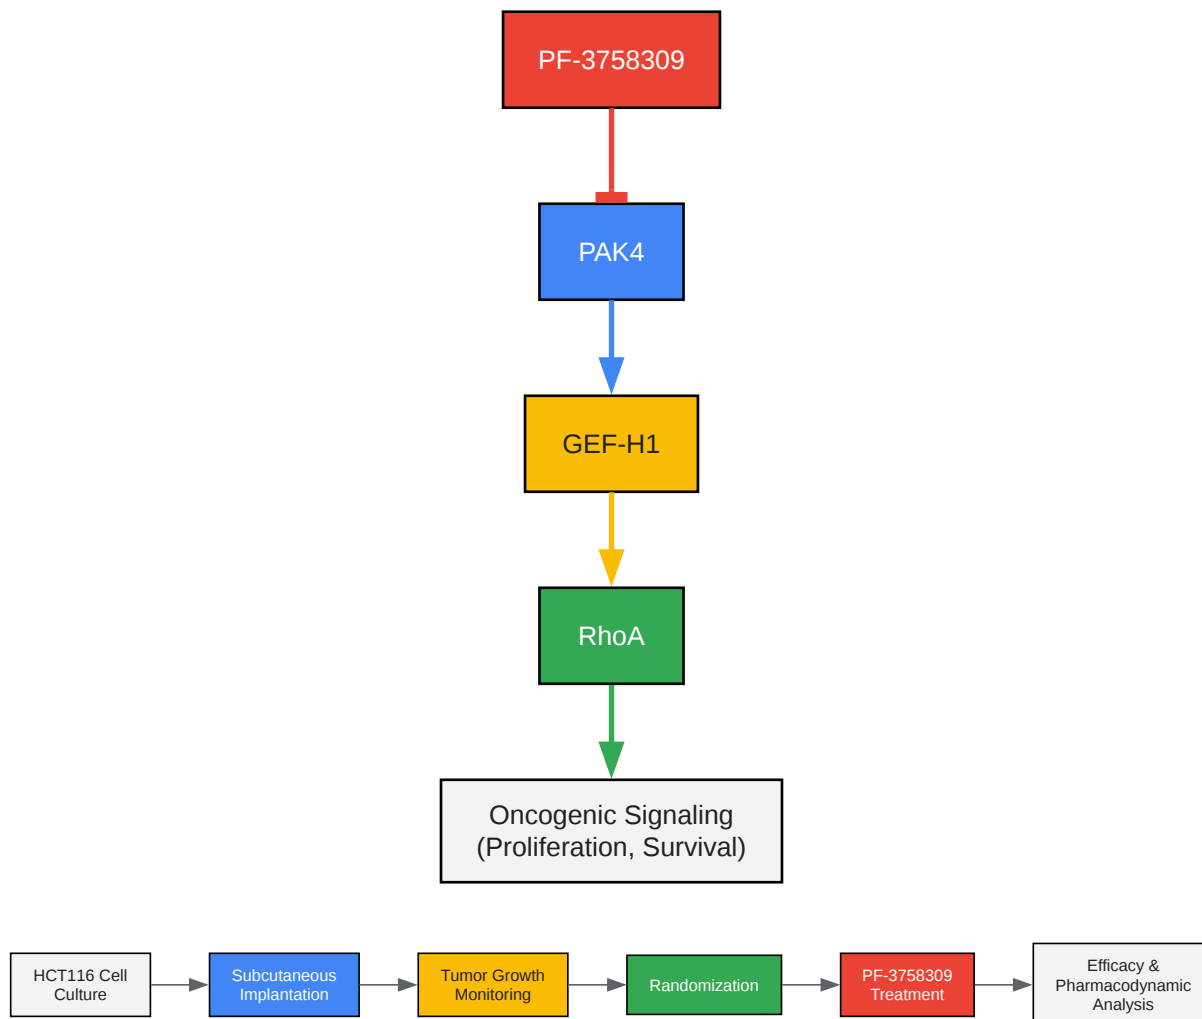 PF-3758309
PAK4
GEF-H1
RhoA
Oncogenic Signaling
(Proliferation, Survival)
HCT116 Cell
Culture
Subcutaneous
Implantation
Tumor Growth
Monitoring
Randomization
PF-3758309
Treatment
Efficacy &
Pharmacodynamic
Analysis